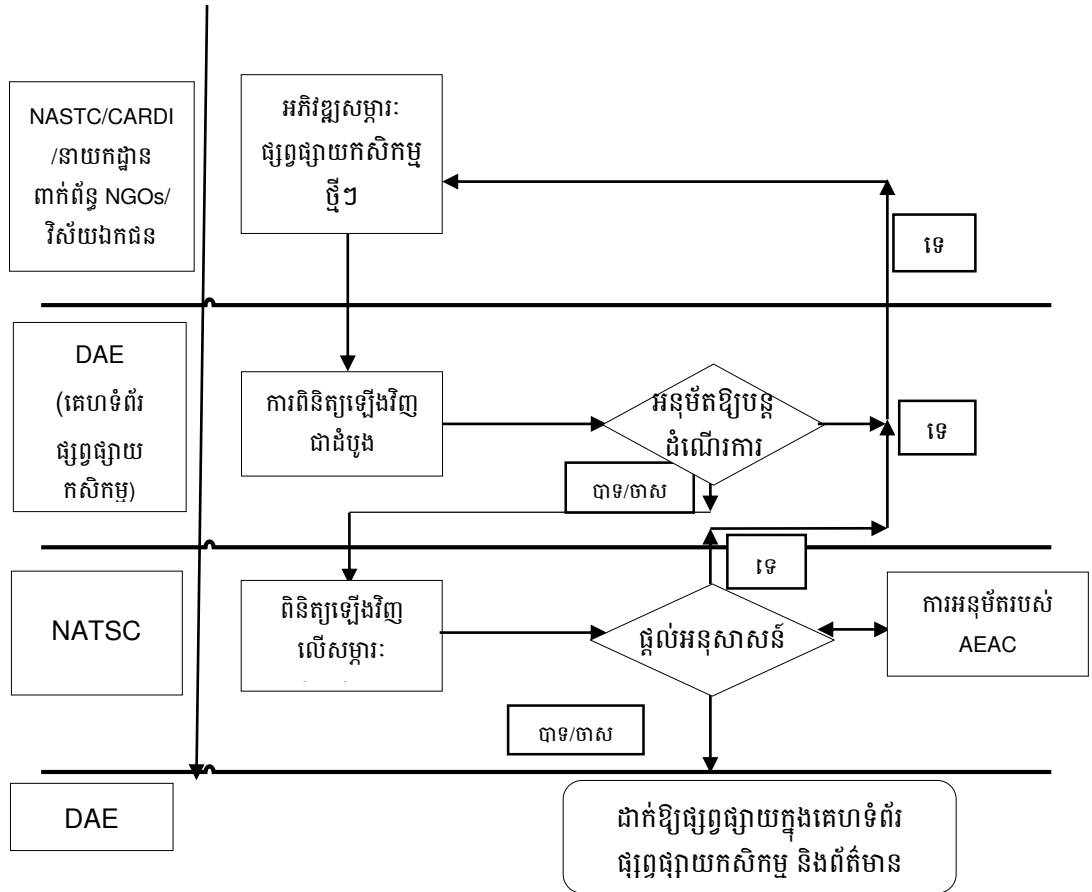 NASTC/CARDI
/នាយកដ្ឋាន
ពាក់ព័ន្ធ NGOs/
វិស័យឯកជន
អភិវឌ្ឍសម្ភារៈ
ផ្សព្វផ្សាយកសិកម្ម
ថ្មីៗ
ទេ
DAE
(គេហទំព័រ
ផ្សព្វផ្សាយ
កសិកម្ម)
ការពិនិត្យឡើងវិញ
ជាដំបូង
អនុម័តឱ្យបន្ត
ដំណើរការ
ទេ
បាទ/ចាស
NATSC
ពិនិត្យឡើងវិញ
លើសម្ភារៈ
ទេ
ផ្តល់អនុសាសន៍
ការអនុម័តរបស់
AEAC
បាទ/ចាស
DAE
ដាក់ឱ្យផ្សព្វផ្សាយក្នុងគេហទំព័រ
ផ្សព្វផ្សាយកសិកម្ម និងព័ត៌មាន